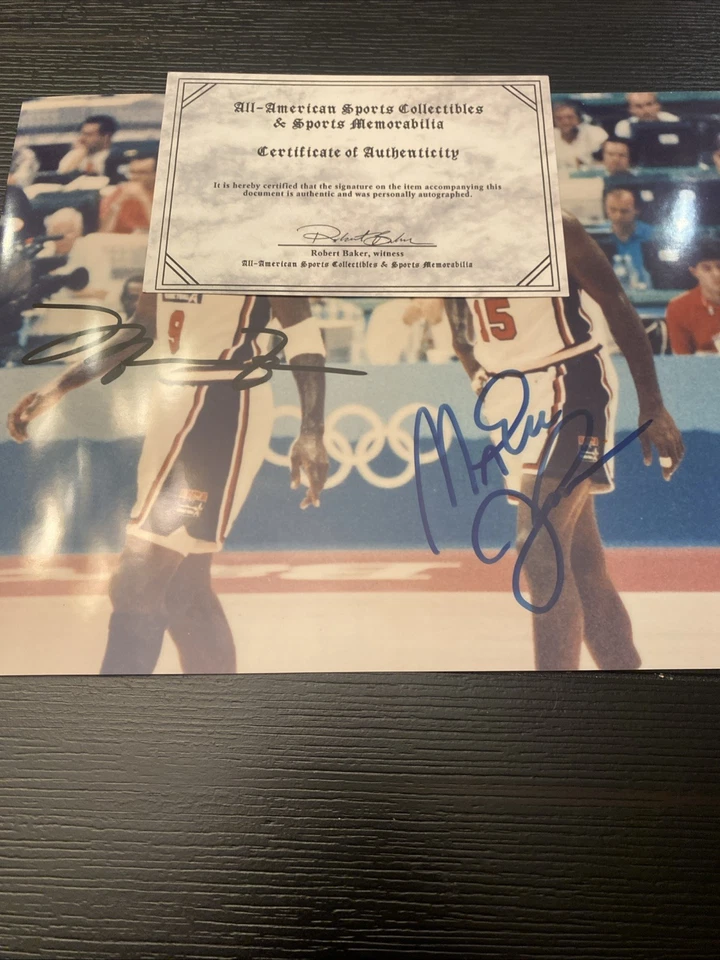 All-American Sports Collectibles
& Sports Memorabilia
Certificate of Authenticity
It is hereby certified that the signature on the item accompanying this
document is authentic and was personally autographed.
Robert Baker
Robert Baker, witness
All-American Sports Collectibles & Sports Memorabilia
9
15